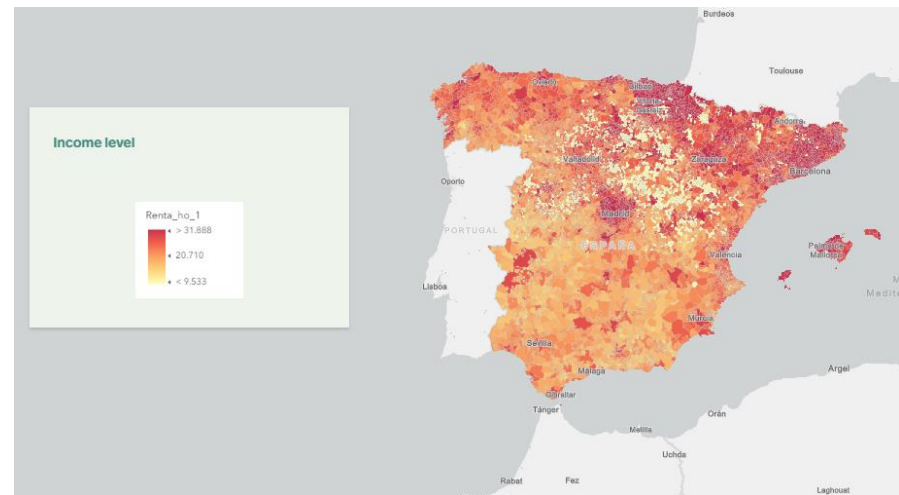 Burdeos
Toulouse
Oviedo
Bilbao
Andorra
Income level
Valladolid
Zaragoza
Barcelona
Oporto
Renta_ho_1
> 31.888
Madrid
PORTUGAL
ESPAÑA
20.710
Valencia
Palma de
Mallorca
< 9.533
Lisboa
M
Medite
Murcia
Sevilla
Málaga
Argel
Gibraltar
Tánger
Orán
Melilla
Uchda
Rabat
Fez
Laghouat